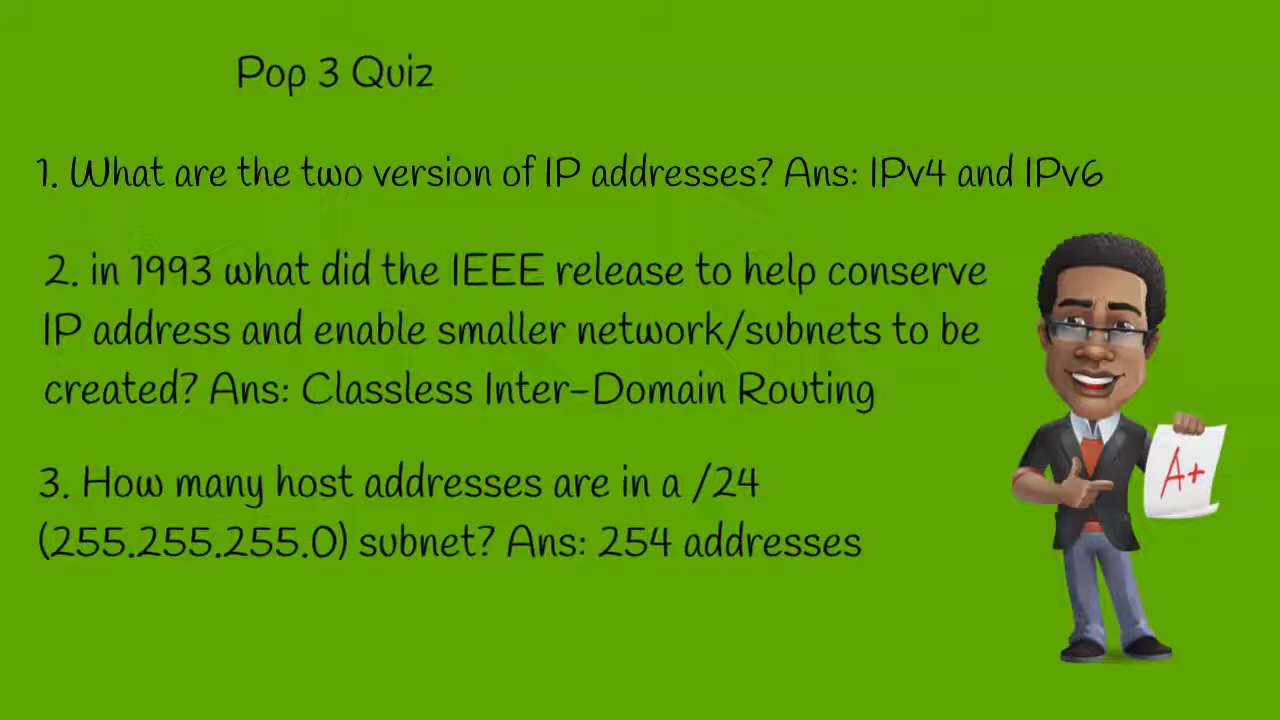 Pop 3 Quiz
1. What are the two version of IP addresses? Ans: IPv4 and IPv6
2. in 1993 what did the IEEE release to help conserve
IP address and enable smaller network/subnets to be
created? Ans: Classless Inter-Domain Routing
3. How many host addresses are in a /24
(255.255.255.0) subnet? Ans: 254 addresses
A+